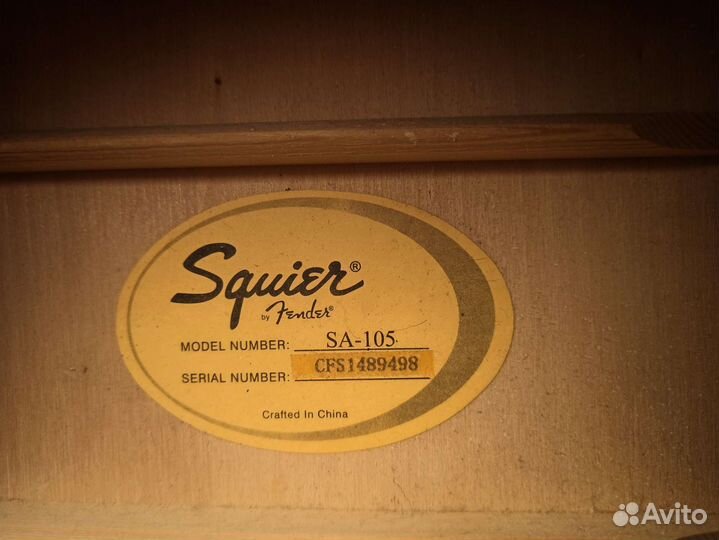 Squier®
by Fender®
MODEL NUMBER: SA-105
SERIAL NUMBER: CFS1489498
Crafted In China
Avito